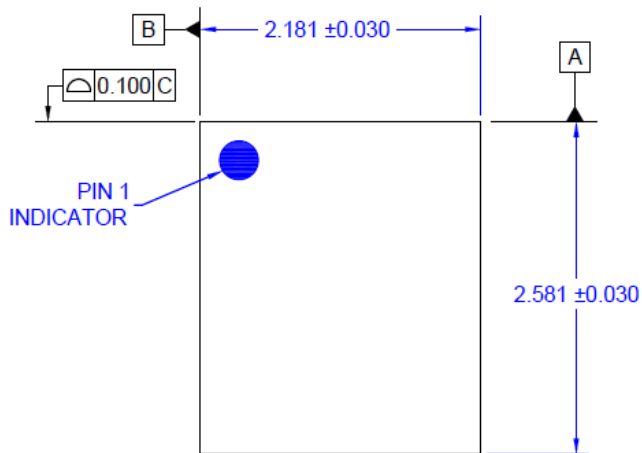 B
2.181 ±0.030
A
⌓ 0.100 C
PIN 1
INDICATOR
2.581 ±0.030